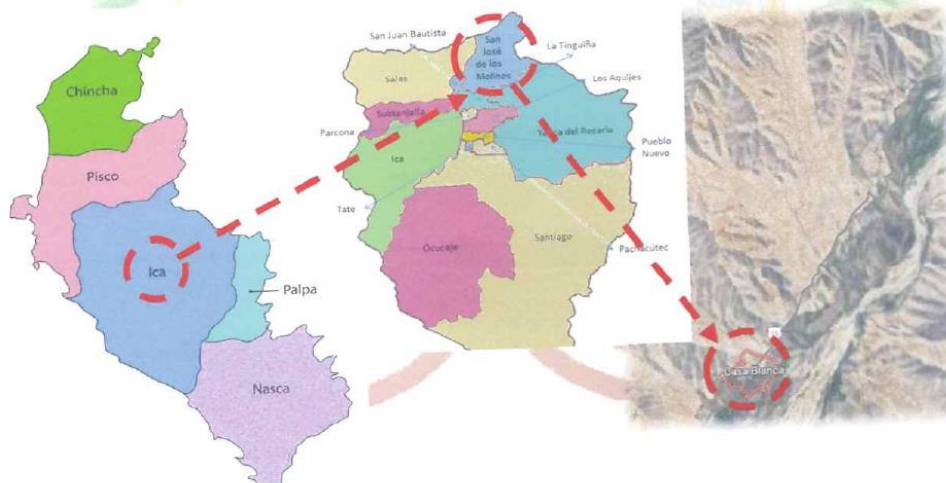 Chincha
Pisco
Ica
Palpa
Nasca
San Juan Bautista
San
José
de los
Molinos
La Tinguiña
Salas
Los Aquijes
Subtanjalla
Parcona
Ica
Yauca del Rosario
Pueblo
Nuevo
Tate
Ocucaje
Santiago
Pachacútec
Casa Blanca